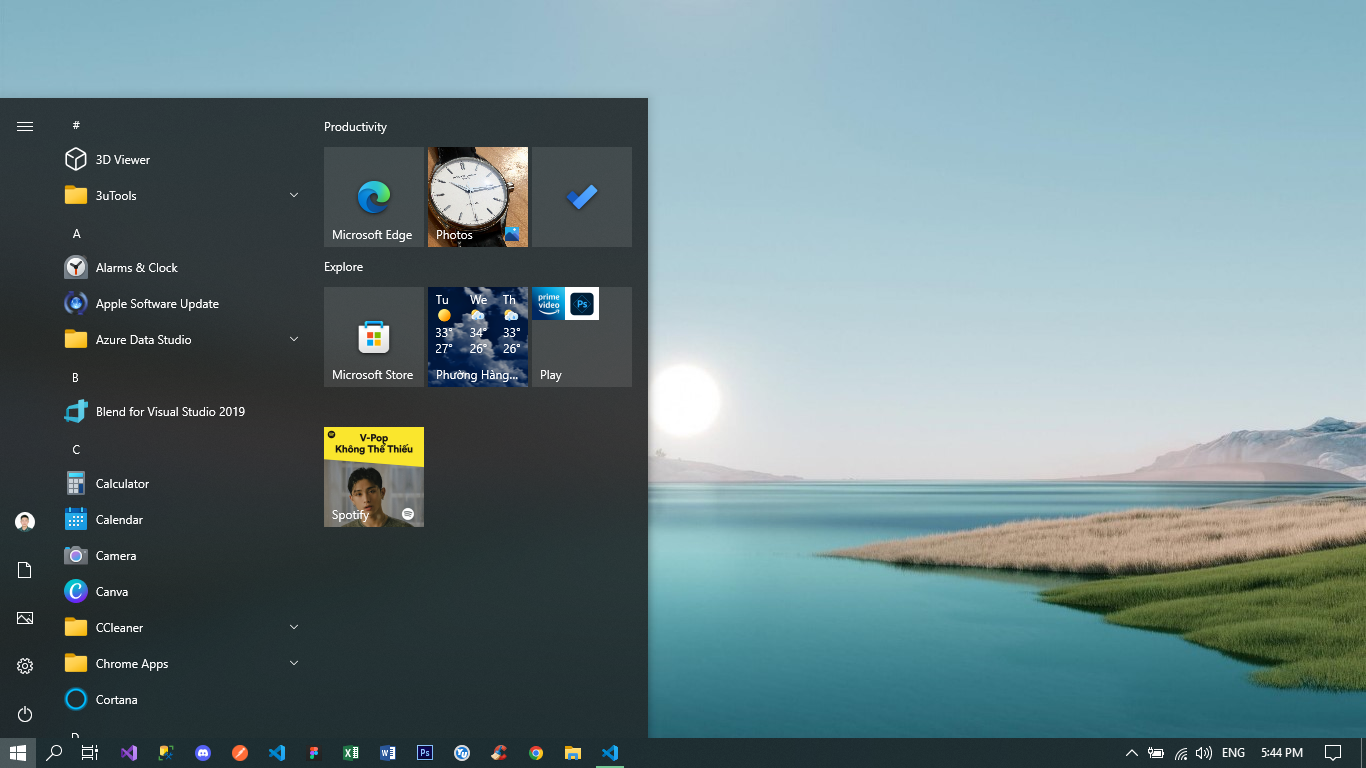 #
3D Viewer
3uTools
A
Alarms & Clock
Apple Software Update
Azure Data Studio
B
Blend for Visual Studio 2019
C
Calculator
Calendar
Camera
Canva
CCleaner
Chrome Apps
Cortana
Productivity
Microsoft Edge
Photos
Explore
Microsoft Store
Tu We Th
33° 34° 33°
27° 26° 26°
Phường Hàng...
prime
video
Ps
Play
V-Pop
Không Thể Thiếu
Spotify
Ps
ENG
5:44 PM